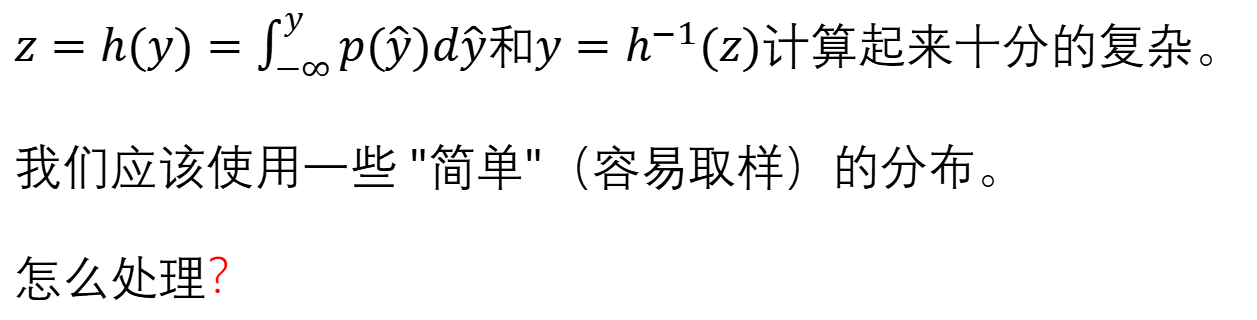 z = h(y) = ∫_{-∞}^{y} p(ŷ)dŷ和y = h⁻¹(z)计算起来十分的复杂。
我们应该使用一些 "简单"（容易取样）的分布。
怎么处理?